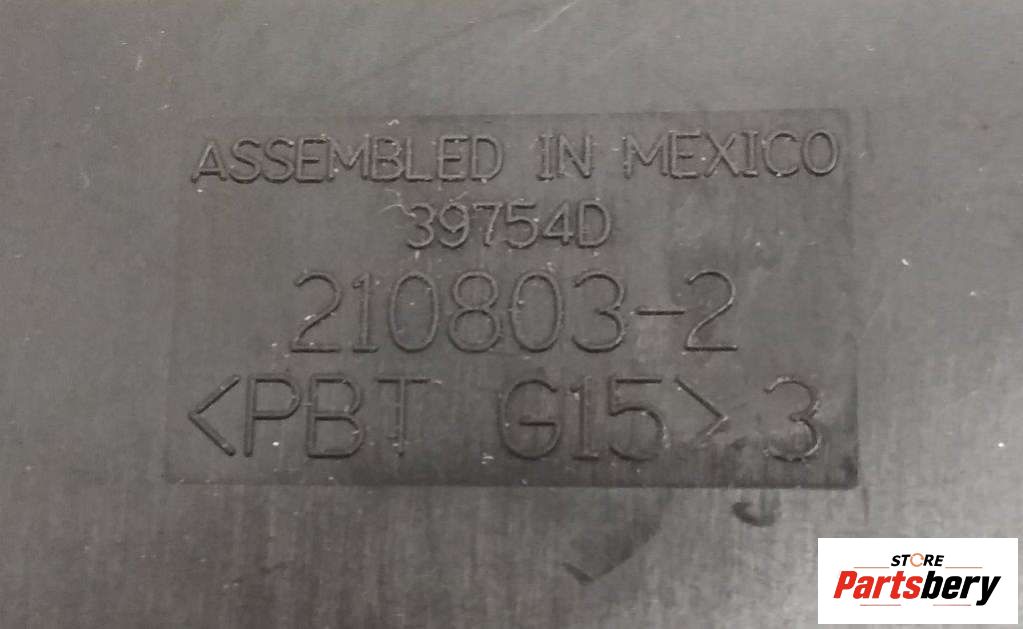 ASSEMBLED IN MEXICO
39754D
210803-2
<PBT G15> 3
STORE
Partsbery